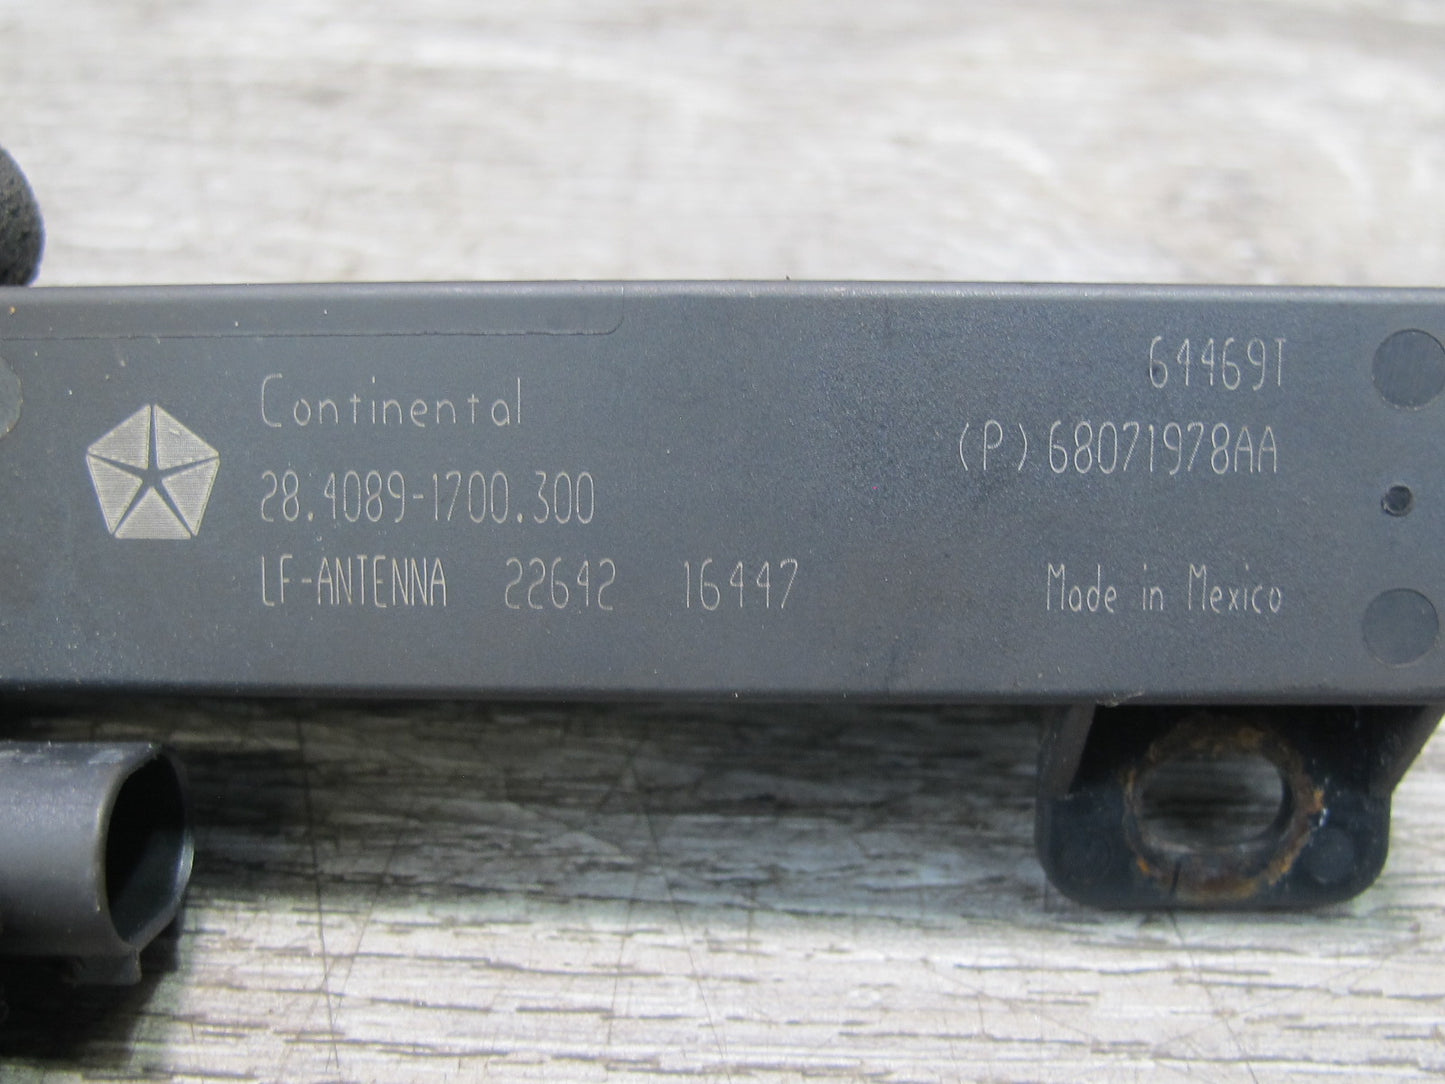 Continental
28.4089-1700.300
LF-ANTENNA 22642 16447
64469T
(P) 68071978AA
Made in Mexico